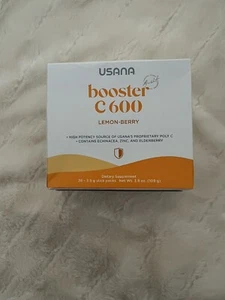 USANA
booster
C 600
LEMON-BERRY
• HIGH POTENCY SOURCE OF USANA'S PROPRIETARY POLY C
• CONTAINS ECHINACEA, ZINC, AND ELDERBERRY
Dietary Supplement